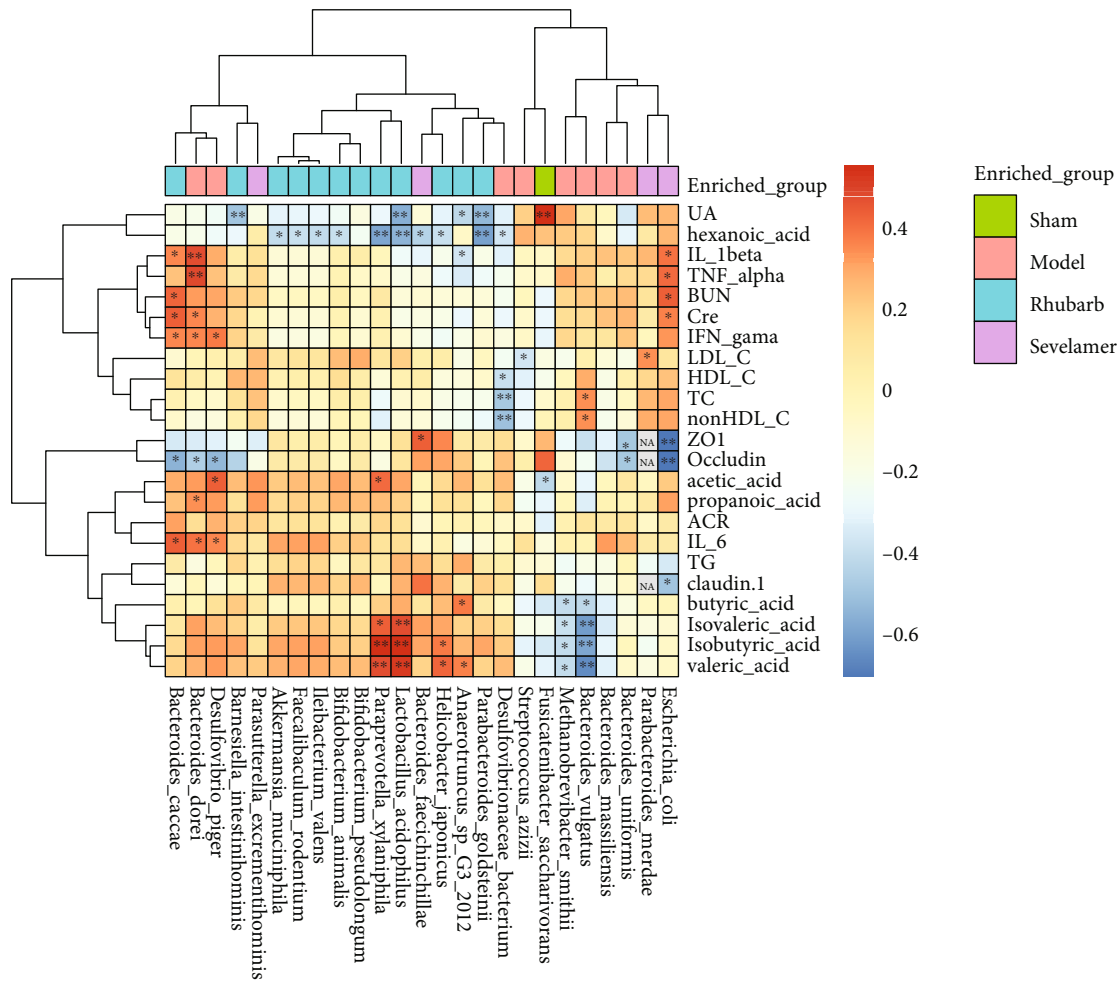 Enriched_group
UA
** ** * ** **
hexanoic_acid
* * * * ** ** * * ** *
IL_1beta
* ** * *
TNF_alpha
** *
BUN
* *
Cre
* * *
IFN_gama
* * *
LDL_C
* *
HDL_C
*
TC
** *
nonHDL_C
** *
ZO1
* * NA **
Occludin
* * * * NA **
acetic_acid
* * *
propanoic_acid
*
ACR
IL_6
* * *
TG
claudin.1
NA *
butyric_acid
* * *
Isovaleric_acid
* ** * **
Isobutyric_acid
** ** * * **
valeric_acid
** ** * * * **
Bacteroides_caccae
Bacteroides_dorei
Desulfovibrio_piger
Barnesiella_intestinihominis
Parasutterella_excrementihominis
Akkermansia_muciniphila
Faecalibaculum_rodentium
Ileibacterium_valens
Bifidobacterium_animalis
Bifidobacterium_pseudolongum
Paraprevotella_xylaniphila
Lactobacillus_acidophilus
Bacteroides_faecichinchillae
Helicobacter_japonicus
Anaerotruncus_sp_G3_2012
Parabacteroides_goldsteinii
Desulfovibrionaceae_bacterium
Streptococcus_azizii
Fusicatenibacter_saccharivorans
Methanobrevibacter_smithii
Bacteroides_vulgatus
Bacteroides_massiliensis
Bacteroides_uniformis
Parabacteroides_merdae
Escherichia_coli
0.4
0.2
0
−0.2
−0.4
−0.6
Enriched_group
Sham
Model
Rhubarb
Sevelamer